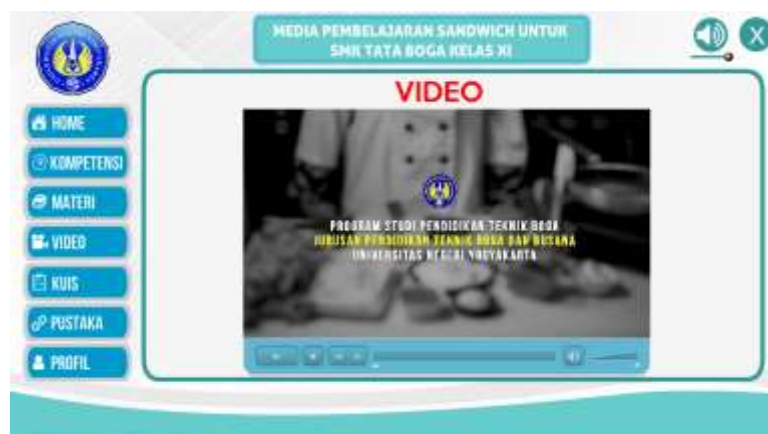 MEDIA PEMBELAJARAN SANDWICH UNTUK
SMK TATA BOGA KELAS XI
X
VIDEO
HOME
KOMPETENSI
MATERI
VIDEO
KUIS
PUSTAKA
PROFIL
PROGRAM STUDI PENDIDIKAN TEKNIK BOGA
JURUSAN PENDIDIKAN TEKNIK BOGA DAN BUSANA
UNIVERSITAS NEGERI YOGYAKARTA